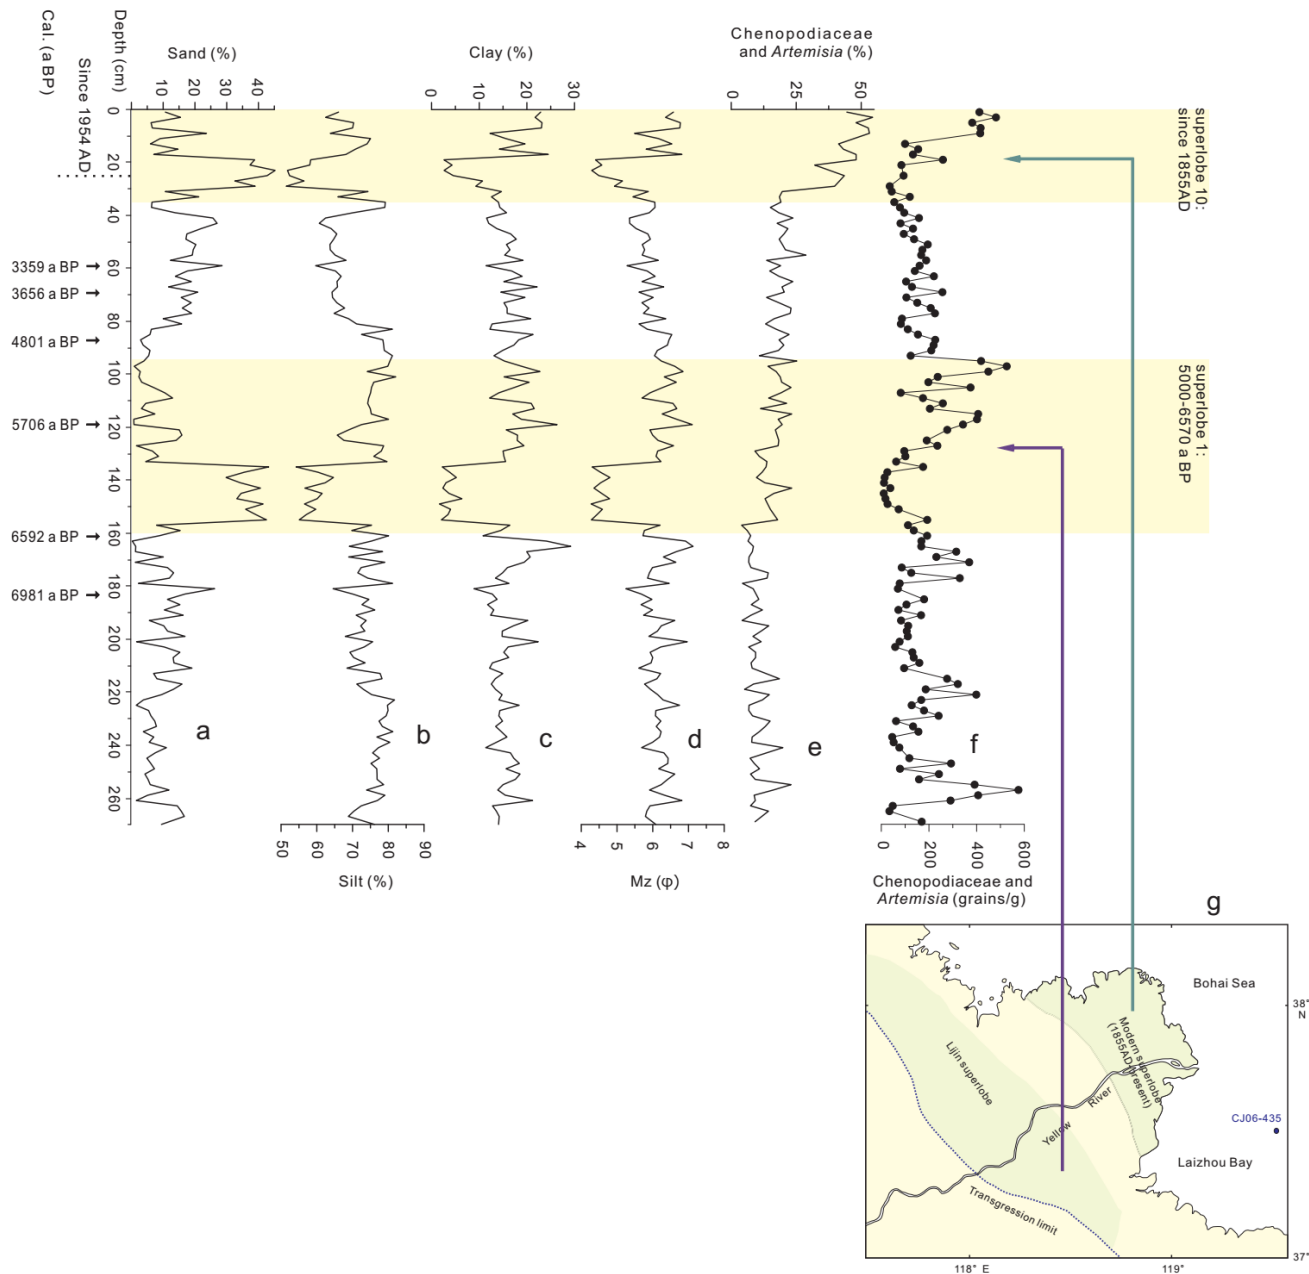 Cal. (a BP)
Since 1954 AD:
Depth (cm)
Sand (%)
10
20
30
40
Clay (%)
0
10
20
30
Chenopodiaceae
and Artemisia (%)
0
25
50
0
20
40
60
80
100
120
140
160
180
200
220
240
260
3359 a BP
3656 a BP
4801 a BP
5706 a BP
6592 a BP
6981 a BP
superlobe 10:
since 1855AD
superlobe 1:
5000-6570 a BP
a
b
c
d
e
f
50
60
70
80
90
Silt (%)
4
5
6
7
8
Mz (φ)
0
200
400
600
Chenopodiaceae and
Artemisia (grains/g)
g
Bohai Sea
38°
N
Modern superlobe
(1855AD-present)
Lijin superlobe
River
Yellow
CJ06-435
Laizhou Bay
Transgression limit
37°
118° E
119°